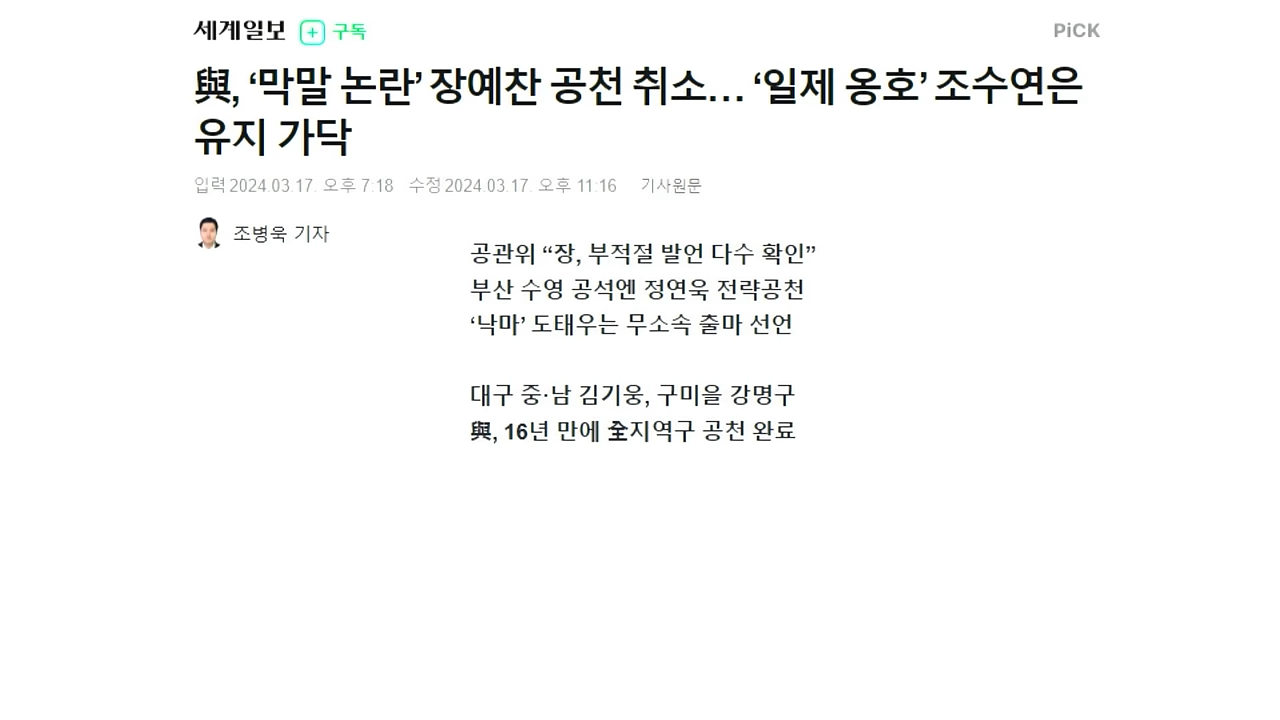 세계일보 구독 PiCK
與, ‘막말 논란’ 장예찬 공천 취소… ‘일제 옹호’ 조수연은
유지 가닥
입력 2024.03.17. 오후 7:18 수정 2024.03.17. 오후 11:16 기사원문
조병욱 기자
공관위 “장, 부적절 발언 다수 확인”
부산 수영 공석엔 정연욱 전략공천
‘낙마’ 도태우는 무소속 출마 선언
대구 중·남 김기웅, 구미을 강명구
與, 16년 만에 全지역구 공천 완료